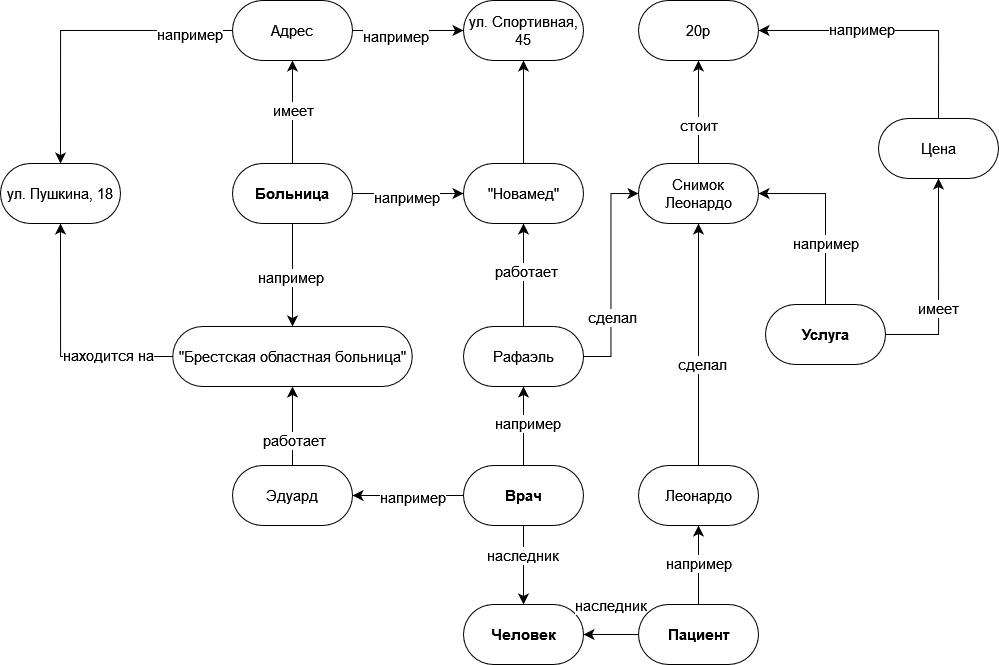 например
Адрес
например
ул. Спортивная,
45
20р
например
имеет
стоит
Цена
ул. Пушкина, 18
Больница
например
"Новамед"
Снимок
Леонардо
например
например
работает
сделал
имеет
Услуга
находится на
"Брестская областная больница"
Рафаэль
сделал
работает
например
Эдуард
например
Врач
Леонардо
наследник
например
наследник
Человек
Пациент